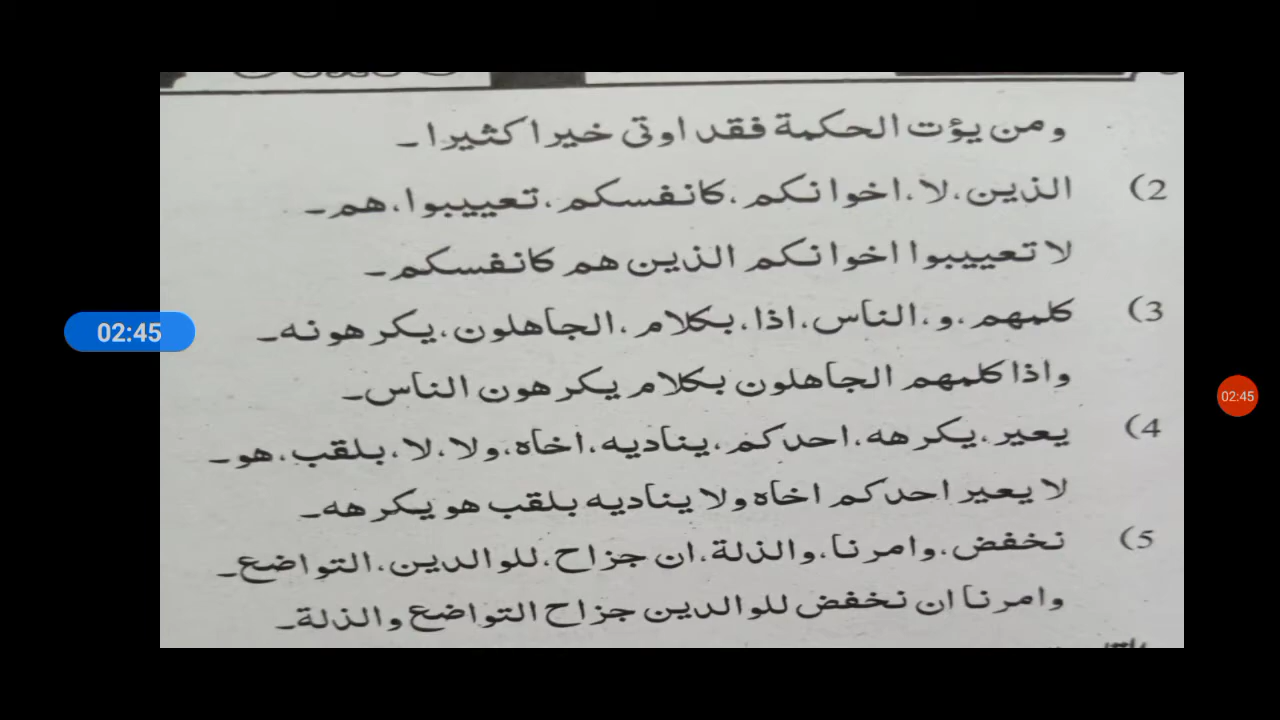 ومن يؤت الحكمة فقد اوتى خيرا كثيرا۔
2) الذين،لا،اخوانكم،كانفسكم،تعييبوا،هم۔
لا تعييبوا اخوانكم الذين هم كانفسكم۔
3) كلمهم،و،الناس،اذا،بكلام،الجاهلون،يكرهونه۔
واذا كلمهم الجاهلون بكلام يكرهون الناس۔
4) يعير،يكرهه،احدكم،يناديه،اخاه،ولا،لا،بلقب،هو۔
لا يعير احدكم اخاه ولا يناديه بلقب هو يكرهه۔
5) نخفض،وامرنا،والذلة،ان جزاح،للوالدين،التواضع۔
وامرنا ان نخفض للوالدين جزاح التواضع والذلة۔
02:45
02:45